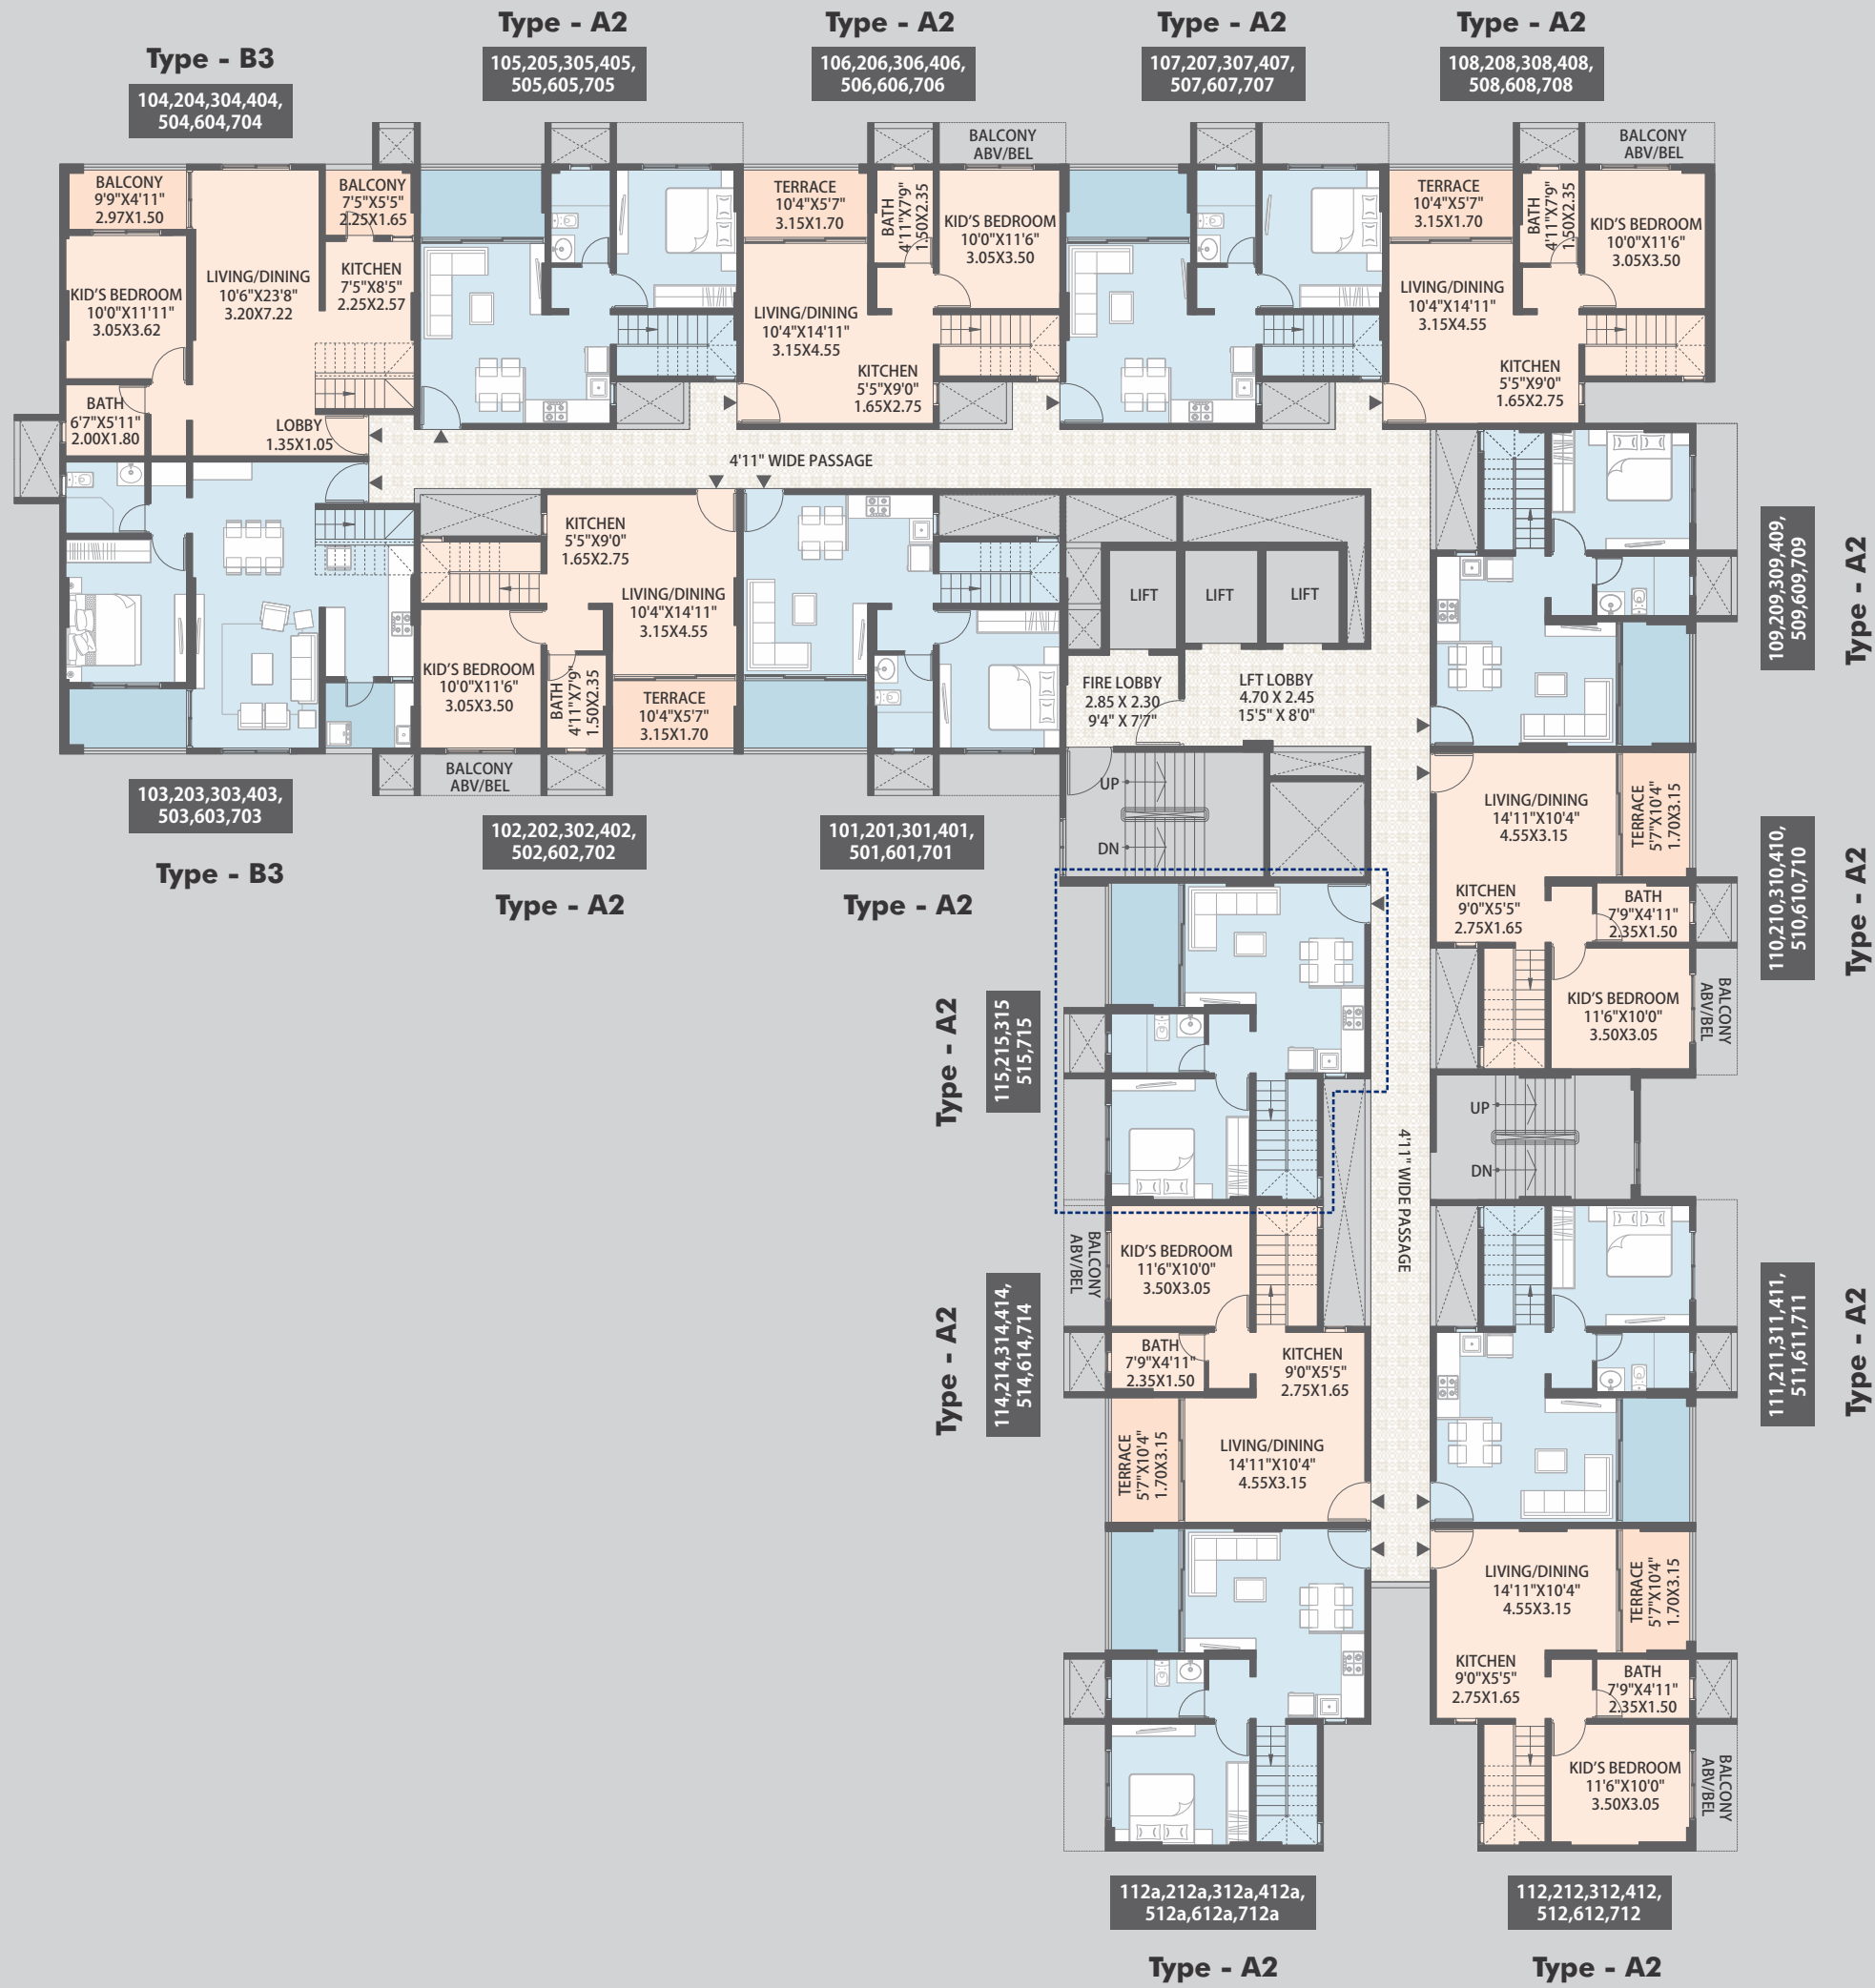 Type - B3
104,204,304,404,
504,604,704
Type - A2
105,205,305,405,
505,605,705
Type - A2
106,206,306,406,
506,606,706
Type - A2
107,207,307,407,
507,607,707
Type - A2
108,208,308,408,
508,608,708
BALCONY
9'9"X4'11"
2.97X1.50
BALCONY
7'5"X5'5"
2.25X1.65
KID'S BEDROOM
10'0"X11'11"
3.05X3.62
LIVING/DINING
10'6"X23'8"
3.20X7.22
KITCHEN
7'5"X8'5"
2.25X2.57
BATH
6'7"X5'11"
2.00X1.80
LOBBY
1.35X1.05
TERRACE
10'4"X5'7"
3.15X1.70
BATH
4'11"X7'9"
1.50X2.35
BALCONY
ABV/BEL
KID'S BEDROOM
10'0"X11'6"
3.05X3.50
LIVING/DINING
10'4"X14'11"
3.15X4.55
KITCHEN
5'5"X9'0"
1.65X2.75
TERRACE
10'4"X5'7"
3.15X1.70
BATH
4'11"X7'9"
1.50X2.35
BALCONY
ABV/BEL
KID'S BEDROOM
10'0"X11'6"
3.05X3.50
LIVING/DINING
10'4"X14'11"
3.15X4.55
KITCHEN
5'5"X9'0"
1.65X2.75
4'11" WIDE PASSAGE
KITCHEN
5'5"X9'0"
1.65X2.75
LIVING/DINING
10'4"X14'11"
3.15X4.55
KID'S BEDROOM
10'0"X11'6"
3.05X3.50
BATH
4'11"X7'9"
1.50X2.35
TERRACE
10'4"X5'7"
3.15X1.70
BALCONY
ABV/BEL
LIFT
LIFT
LIFT
FIRE LOBBY
2.85 X 2.30
9'4" X 7'7"
LFT LOBBY
4.70 X 2.45
15'5" X 8'0"
UP
DN
109,209,309,409,
509,609,709
Type - A2
103,203,303,403,
503,603,703
Type - B3
102,202,302,402,
502,602,702
Type - A2
101,201,301,401,
501,601,701
Type - A2
LIVING/DINING
14'11"X10'4"
4.55X3.15
TERRACE
5'7"X10'4"
1.70X3.15
KITCHEN
9'0"X5'5"
2.75X1.65
BATH
7'9"X4'11"
2.35X1.50
KID'S BEDROOM
11'6"X10'0"
3.50X3.05
BALCONY
ABV/BEL
110,210,310,410,
510,610,710
Type - A2
Type - A2
115,215,315
515,715
UP
DN
4'11" WIDE PASSAGE
Type - A2
114,214,314,414,
514,614,714
BALCONY
ABV/BEL
KID'S BEDROOM
11'6"X10'0"
3.50X3.05
BATH
7'9"X4'11"
2.35X1.50
KITCHEN
9'0"X5'5"
2.75X1.65
TERRACE
5'7"X10'4"
1.70X3.15
LIVING/DINING
14'11"X10'4"
4.55X3.15
111,211,311,411,
511,611,711
Type - A2
LIVING/DINING
14'11"X10'4"
4.55X3.15
TERRACE
5'7"X10'4"
1.70X3.15
KITCHEN
9'0"X5'5"
2.75X1.65
BATH
7'9"X4'11"
2.35X1.50
KID'S BEDROOM
11'6"X10'0"
3.50X3.05
BALCONY
ABV/BEL
112a,212a,312a,412a,
512a,612a,712a
Type - A2
112,212,312,412,
512,612,712
Type - A2